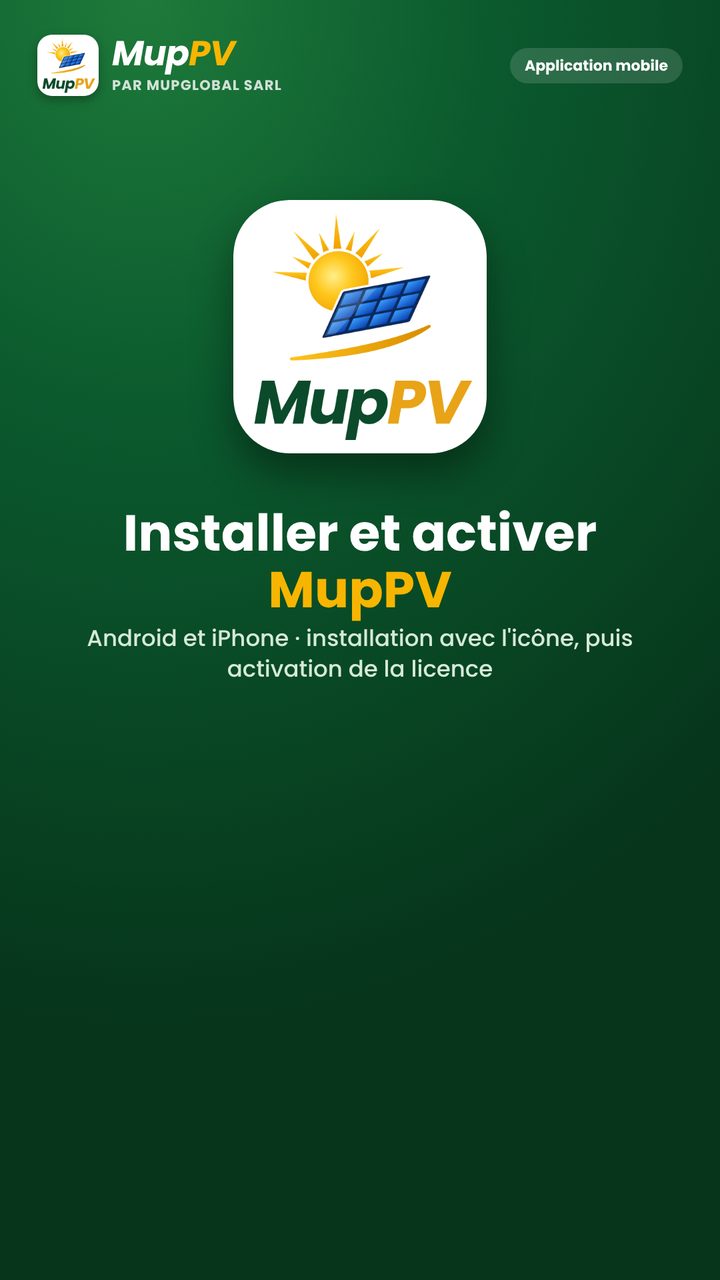 MupPV
MupPV
PAR MUPGLOBAL SARL
Application mobile
MupPV
Installer et activer
MupPV
Android et iPhone · installation avec l'icône, puis
activation de la licence